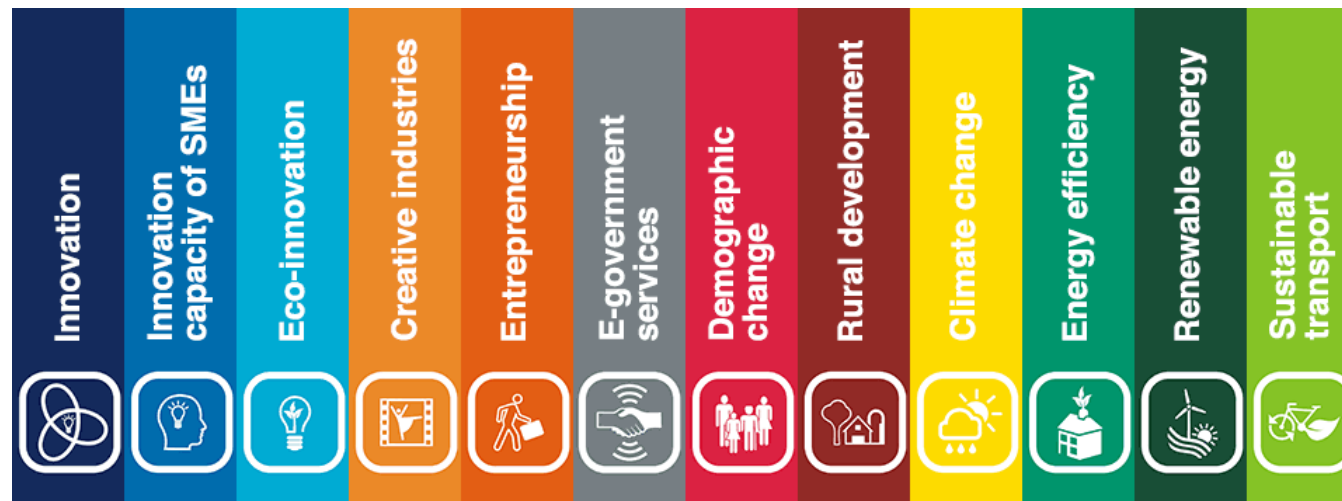 Innovation
Innovation
capacity of SMEs
Eco-innovation
Creative industries
Entrepreneurship
E-government
services
Demographic
change
Rural development
Climate change
Energy efficiency
Renewable energy
Sustainable
transport